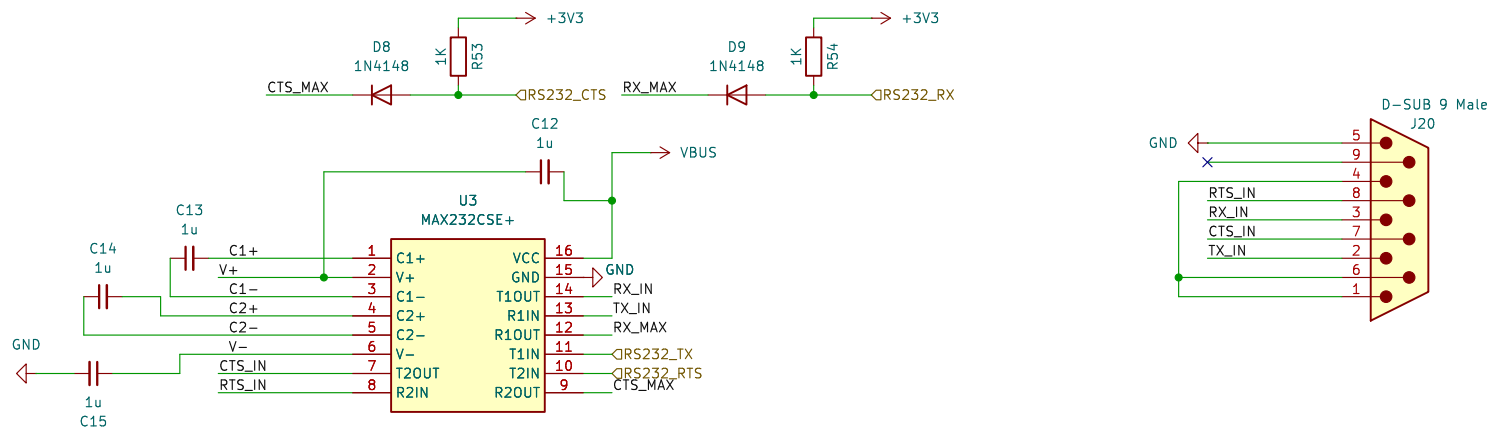 +3V3
D8
1N4148
1K
R53
CTS_MAX
RS232_CTS
+3V3
D9
1N4148
1K
R54
RX_MAX
RS232_RX
C12
1u
VBUS
U3
MAX232CSE+
C13
1u
C14
1u
C1+ 1 C1+ VCC 16
V+ 2 V+ GND 15 GND
C1- 3 C1- T1OUT 14 RX_IN
C2+ 4 C2+ R1IN 13 TX_IN
C2- 5 C2- R1OUT 12 RX_MAX
V- 6 V- T1IN 11 RS232_TX
CTS_IN 7 T2OUT T2IN 10 RS232_RTS
RTS_IN 8 R2IN R2OUT 9 CTS_MAX
GND
1u
C15
D-SUB 9 Male
J20
GND 5
9
4
RTS_IN 8
RX_IN 3
CTS_IN 7
TX_IN 2
6
1